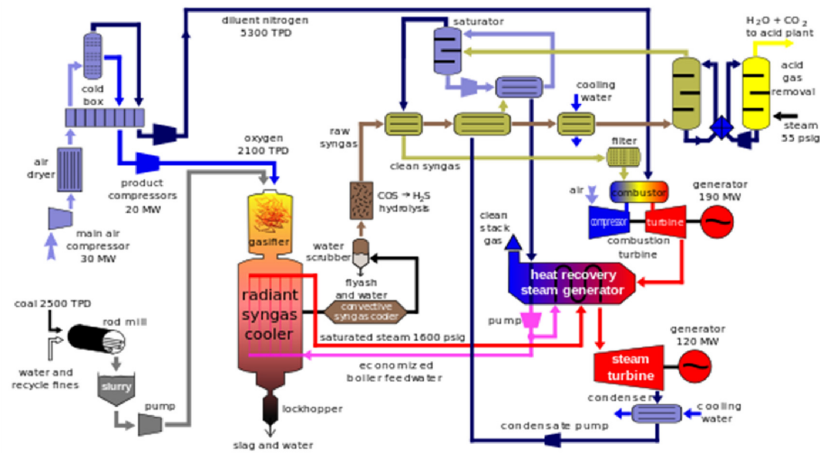 diluent nitrogen
5300 TPD
saturator
H₂O + CO₂
to acid plant
cold
box
cooling
water
acid
gas
removal
steam
55 psig
raw
syngas
oxygen
2100 TPD
clean syngas
filter
air
dryer
product
compressors
20 MW
COS → H₂S
hydrolysis
air
combustor
generator
190 MW
compressor
turbine
combustion
turbine
main air
compressor
30 MW
gasifier
water
scrubber
clean
stack
gas
flyash
and water
heat recovery
steam generator
radiant
syngas
cooler
convective
syngas cooler
pump
coal 2500 TPD
rod mill
saturated steam 1600 psig
generator
120 MW
economized
boiler feedwater
steam
turbine
water and
recycle fines
slurry
pump
lockhopper
condenser
cooling
water
condensate pump
slag and water